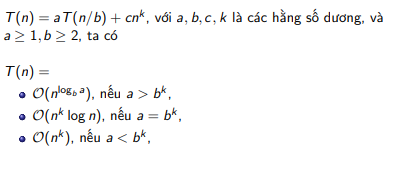 T(n) = aT(n/b) + cn^k, với a, b, c, k là các hằng số dương, và
a ≥ 1, b ≥ 2, ta có
T(n) =
• O(n^{log_b a}), nếu a > b^k,
• O(n^k log n), nếu a = b^k,
• O(n^k), nếu a < b^k,